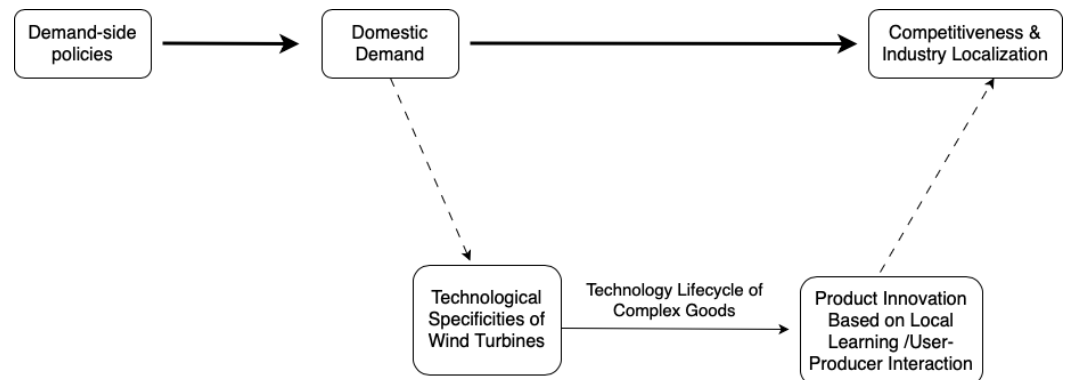 Demand-side
policies
Domestic
Demand
Competitiveness &
Industry Localization
Technological
Specificities of
Wind Turbines
Technology Lifecycle of
Complex Goods
Product Innovation
Based on Local
Learning /User-
Producer Interaction